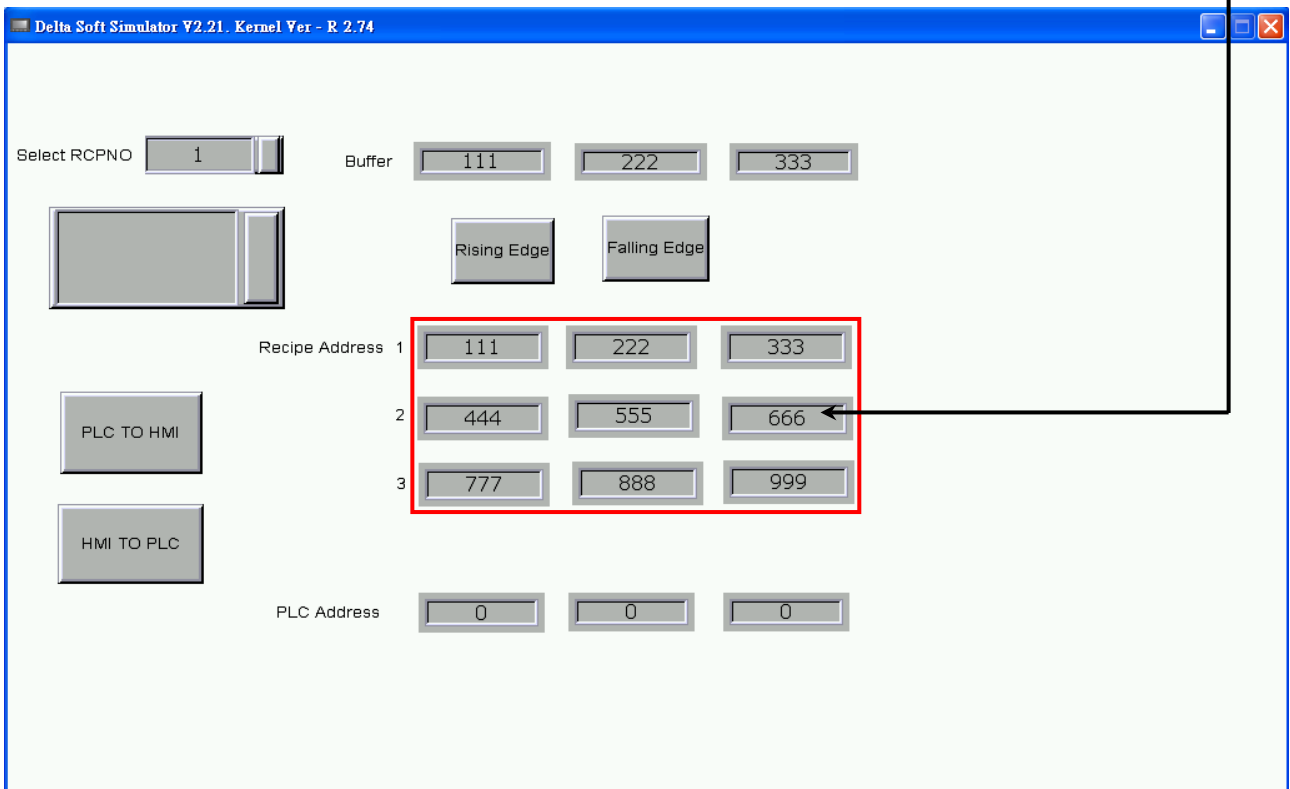 Delta Soft Simulator V2.21. Kernel Ver - R 2.74
Select RCPNO 1 Buffer 111 222 333
Rising Edge Falling Edge
Recipe Address 1 111 222 333
2 444 555 666
PLC TO HMI
3 777 888 999
HMI TO PLC
PLC Address 0 0 0